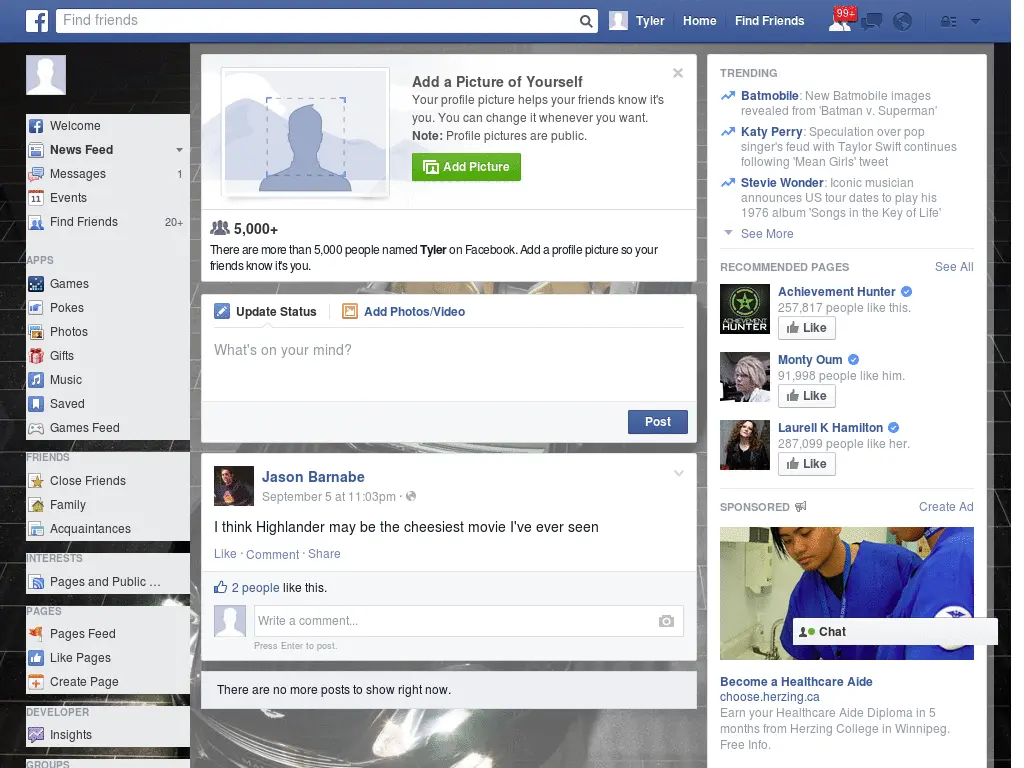 Find friends
Tyler
Home
Find Friends
99+
Welcome
News Feed
Messages 1
11 Events
Find Friends 20+
APPS
Games
Pokes
Photos
Gifts
Music
Saved
Games Feed
FRIENDS
Close Friends
Family
Acquaintances
INTERESTS
Pages and Public ...
PAGES
Pages Feed
Like Pages
Create Page
DEVELOPER
Insights
GROUPS
Add a Picture of Yourself
Your profile picture helps your friends know it's
you. You can change it whenever you want.
Note: Profile pictures are public.
Add Picture
5,000+
There are more than 5,000 people named Tyler on Facebook. Add a profile picture so your
friends know it's you.
Update Status
Add Photos/Video
What's on your mind?
Post
Jason Barnabe
September 5 at 11:03pm ·
I think Highlander may be the cheesiest movie I've ever seen
Like · Comment · Share
2 people like this.
Write a comment...
Press Enter to post.
There are no more posts to show right now.
TRENDING
Batmobile: New Batmobile images
revealed from 'Batman v. Superman'
Katy Perry: Speculation over pop
singer's feud with Taylor Swift continues
following 'Mean Girls' tweet
Stevie Wonder: Iconic musician
announces US tour dates to play his
1976 album 'Songs in the Key of Life'
See More
RECOMMENDED PAGES See All
ACHIEVEMENT
HUNTER
Achievement Hunter
257,817 people like this.
Like
Monty Oum
91,998 people like him.
Like
Laurell K Hamilton
287,099 people like her.
Like
SPONSORED Create Ad
Chat
Become a Healthcare Aide
choose.herzing.ca
Earn your Healthcare Aide Diploma in 5
months from Herzing College in Winnipeg.
Free Info.